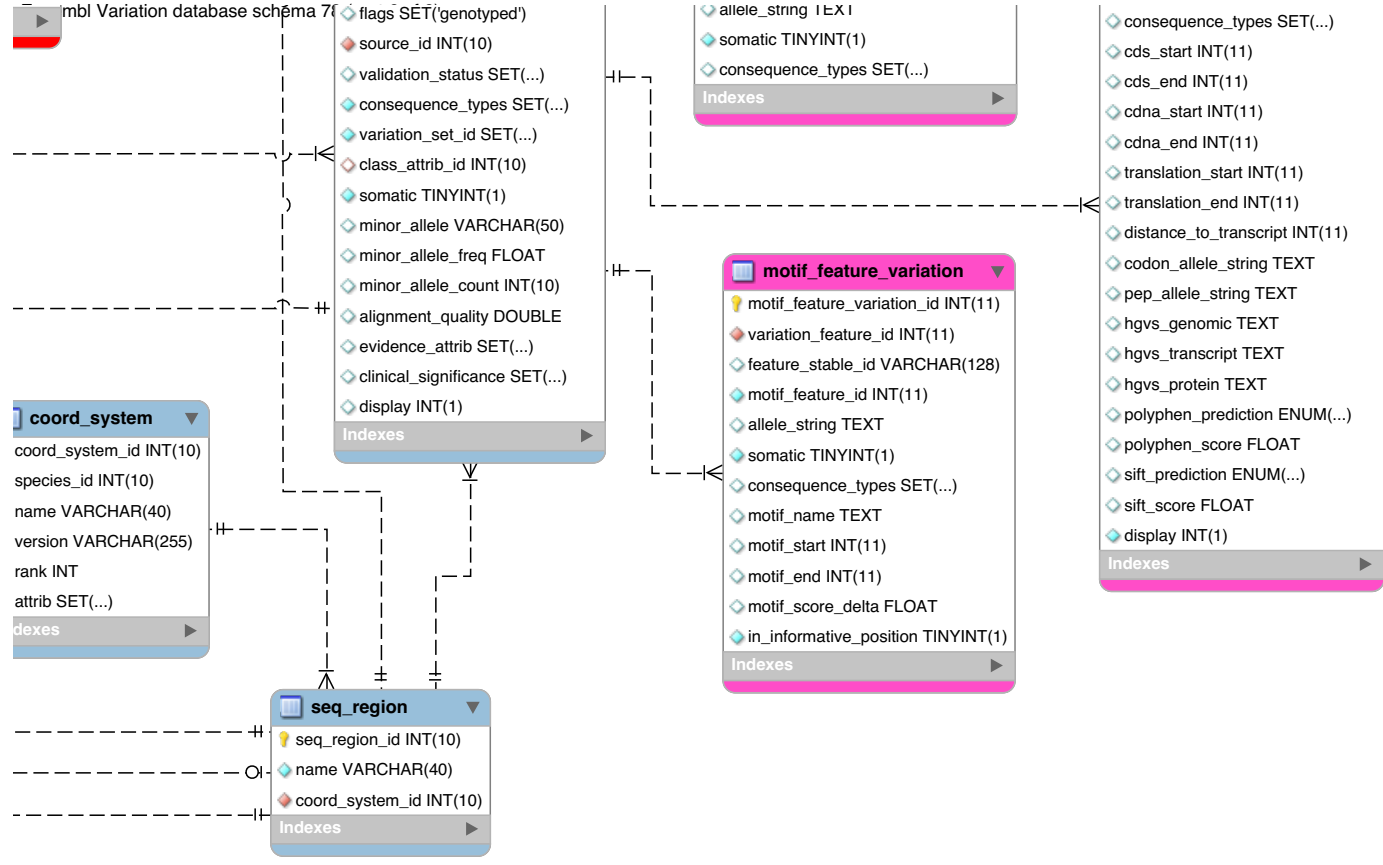 mbl Variation database schema 78
flags SET('genotyped')
source_id INT(10)
validation_status SET(...)
consequence_types SET(...)
variation_set_id SET(...)
class_attrib_id INT(10)
somatic TINYINT(1)
minor_allele VARCHAR(50)
minor_allele_freq FLOAT
minor_allele_count INT(10)
alignment_quality DOUBLE
evidence_attrib SET(...)
clinical_significance SET(...)
display INT(1)
Indexes
allele_string TEXT
somatic TINYINT(1)
consequence_types SET(...)
Indexes
consequence_types SET(...)
cds_start INT(11)
cds_end INT(11)
cdna_start INT(11)
cdna_end INT(11)
translation_start INT(11)
translation_end INT(11)
distance_to_transcript INT(11)
codon_allele_string TEXT
pep_allele_string TEXT
hgvs_genomic TEXT
hgvs_transcript TEXT
hgvs_protein TEXT
polyphen_prediction ENUM(...)
polyphen_score FLOAT
sift_prediction ENUM(...)
sift_score FLOAT
display INT(1)
Indexes
motif_feature_variation
motif_feature_variation_id INT(11)
variation_feature_id INT(11)
feature_stable_id VARCHAR(128)
motif_feature_id INT(11)
allele_string TEXT
somatic TINYINT(1)
consequence_types SET(...)
motif_name TEXT
motif_start INT(11)
motif_end INT(11)
motif_score_delta FLOAT
in_informative_position TINYINT(1)
Indexes
coord_system
coord_system_id INT(10)
species_id INT(10)
name VARCHAR(40)
version VARCHAR(255)
rank INT
attrib SET(...)
dexes
seq_region
seq_region_id INT(10)
name VARCHAR(40)
coord_system_id INT(10)
Indexes